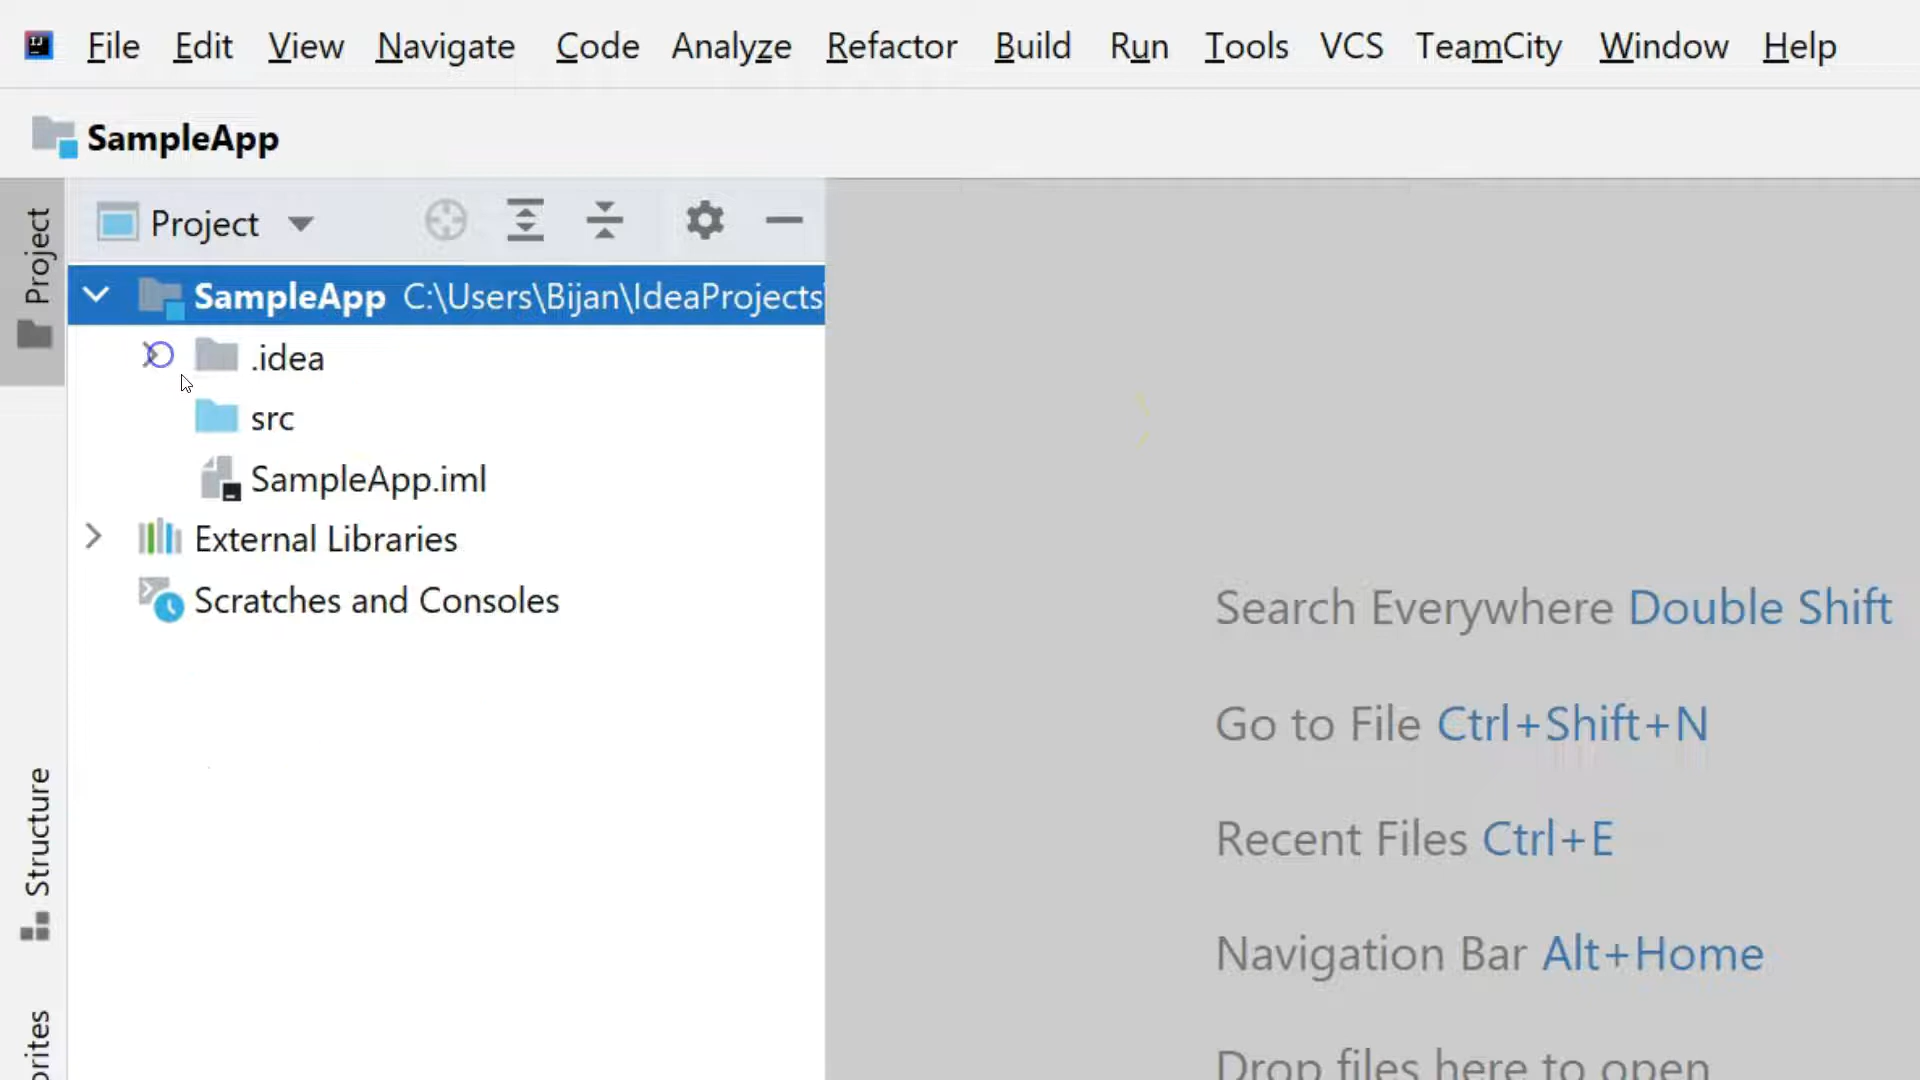 File Edit View Navigate Code Analyze Refactor Build Run Tools VCS TeamCity Window Help
SampleApp
Project
Project
SampleApp C:\Users\Bijan\IdeaProjects\
.idea
src
SampleApp.iml
External Libraries
Scratches and Consoles
Structure
orites
Search Everywhere Double Shift
Go to File Ctrl+Shift+N
Recent Files Ctrl+E
Navigation Bar Alt+Home
Drop files here to open